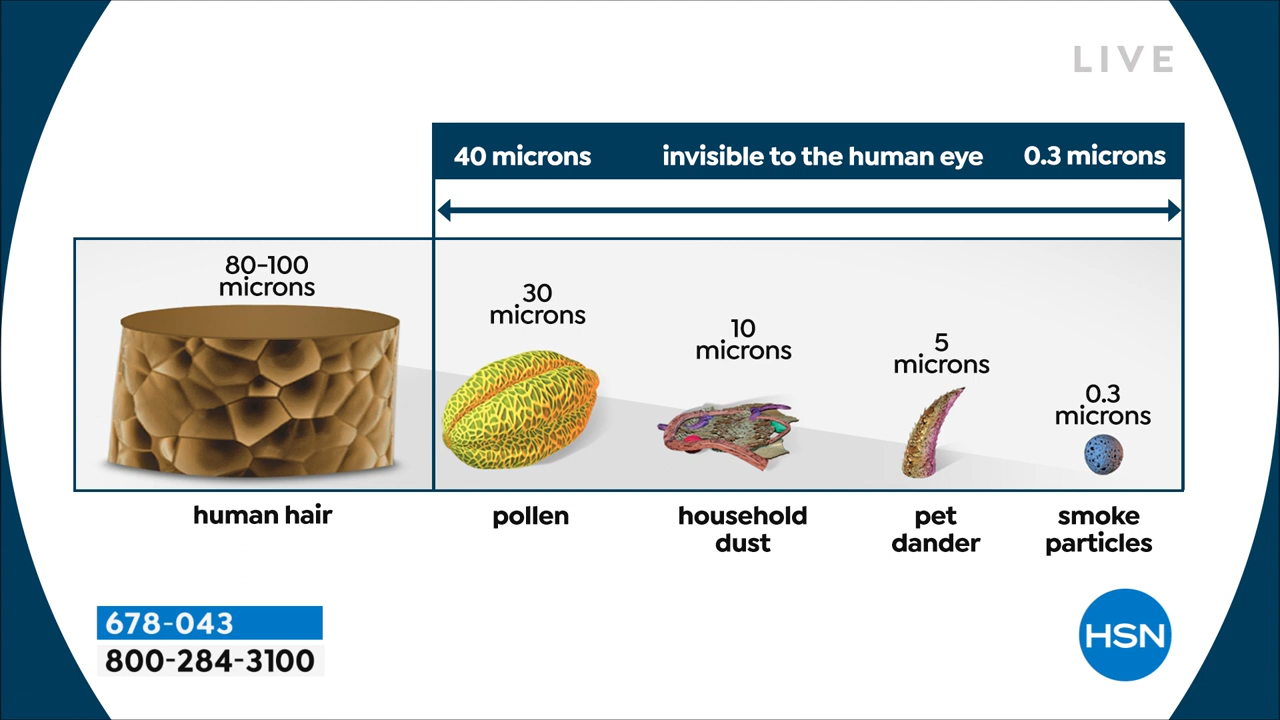 LIVE
40 microns invisible to the human eye 0.3 microns
80-100
microns
30
microns
10
microns
5
microns
0.3
microns
human hair
pollen
household
dust
pet
dander
smoke
particles
678-043
800-284-3100
HSN